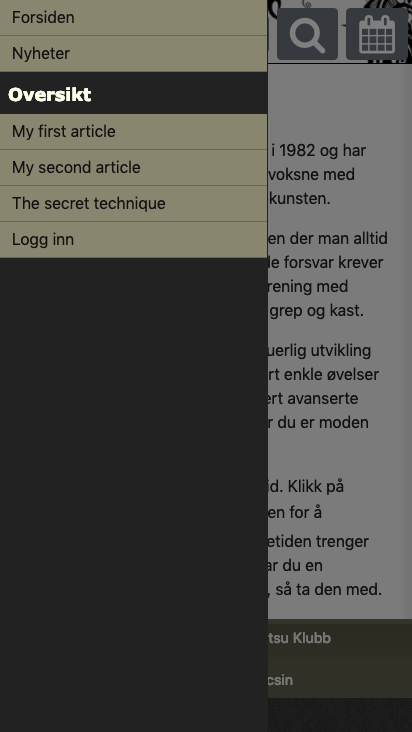 Forsiden
Nyheter
Oversikt
My first article
My second article
The secret technique
Logg inn
i 1982 og har
voksne med
kunsten.
en der man alltid
forsvar krever
rening med
grep og kast.
uerlig utvikling
rt enkle øvelser
ert avanserte
r du er moden
id. Klikk på
en for å
etiden trenger
ar du en
, så ta den med.
tsu Klubb
csin